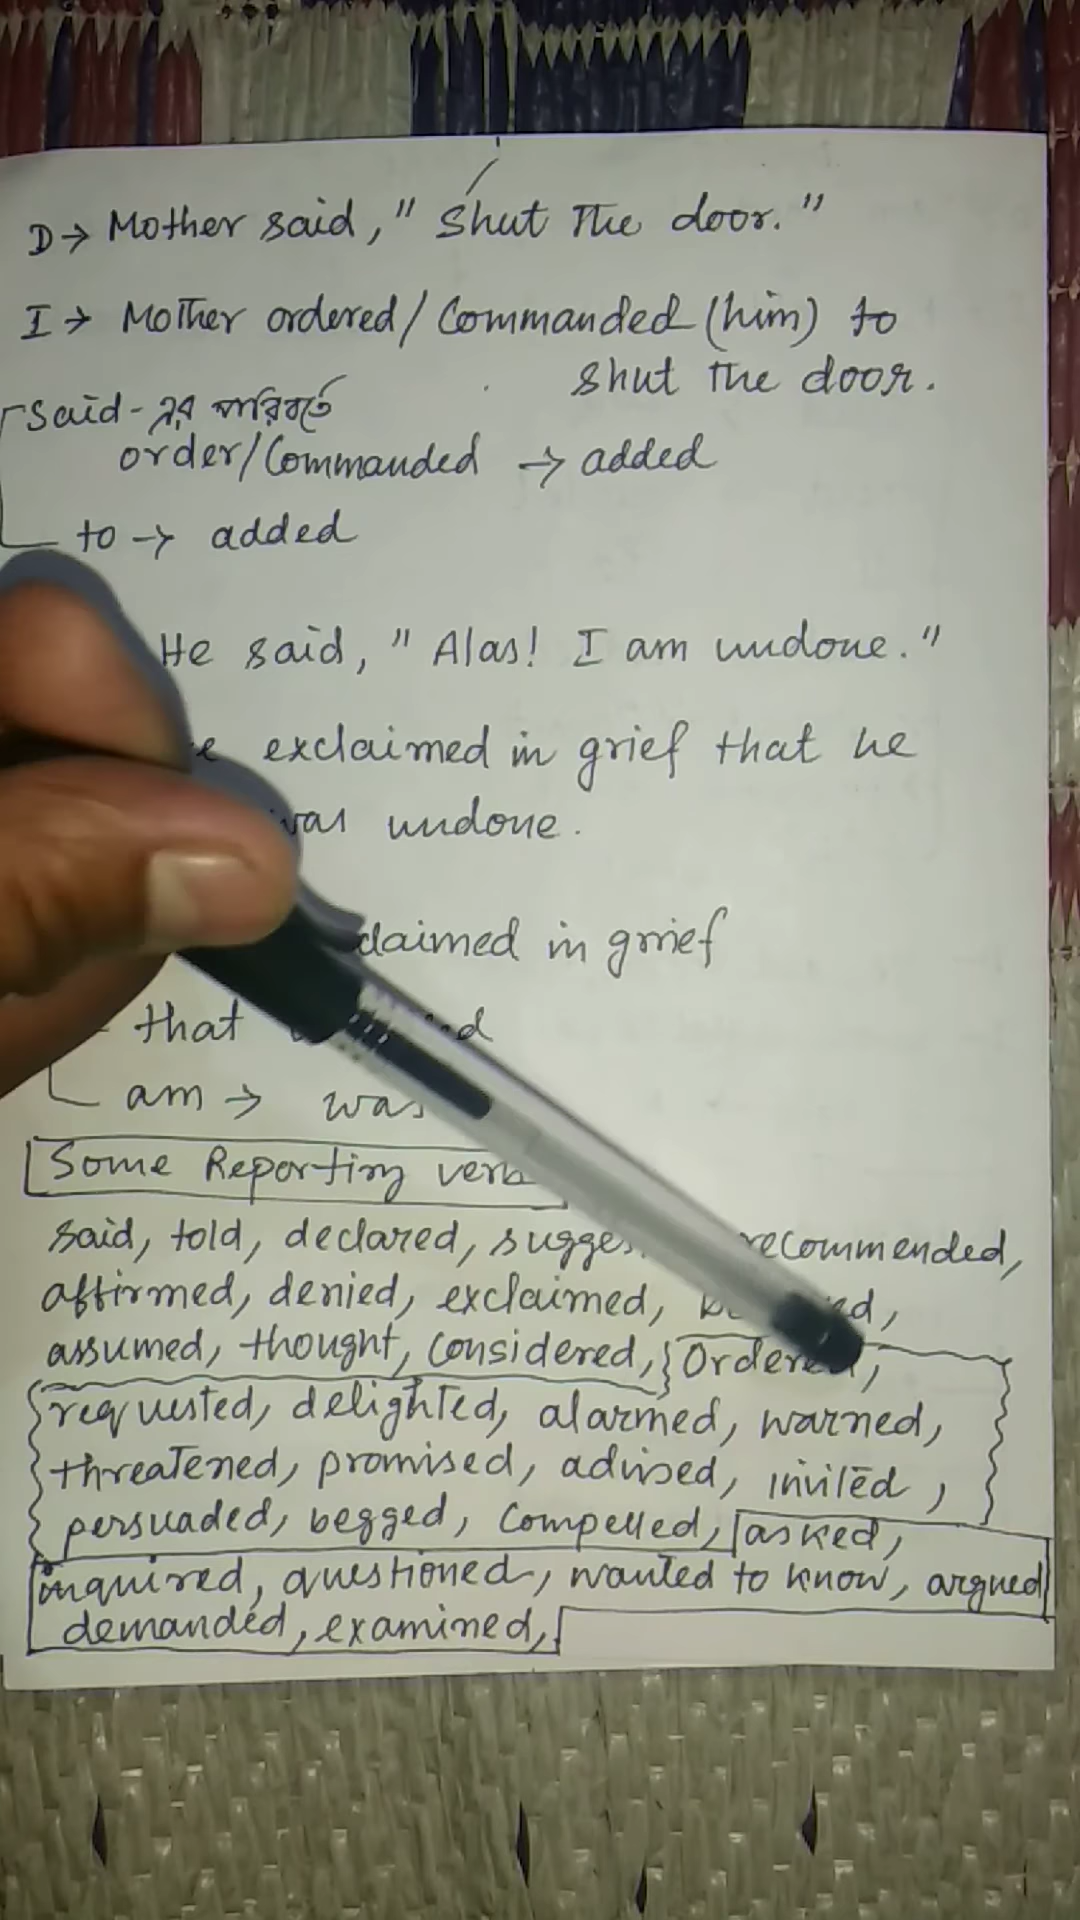 D→ Mother said, "Shut The door."
I→ Mother ordered/Commanded (him) to
shut The door.
said-এর পরিবর্তে
order/Commanded → added
to → added
He said, "Alas! I am undone."
exclaimed in grief that he
was undone.
claimed in grief
that
am → was
Some Reporting verb
said, told, declared, recommended,
affirmed, denied, exclaimed,
assumed, thought, Considered, Ordered,
requested, delighted, alarmed, warned,
threatened, promised, advised, invited,
persuaded, begged, Compelled, asked,
inquired, questioned, wanted to know, argued
demanded, examined,